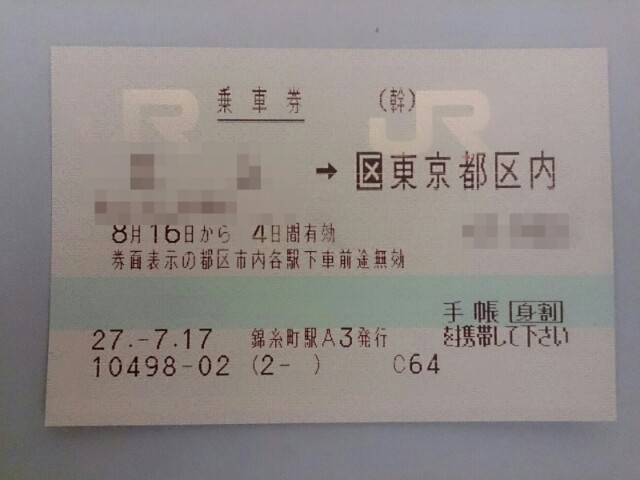 乗車券 (幹)
→ 区東京都区内
8月16日から 4日間有効
券面表示の都区市内各駅下車前途無効
手帳 身割
を携帯して下さい
27.-7.17 錦糸町駅A3発行
10498-02 (2- ) C64